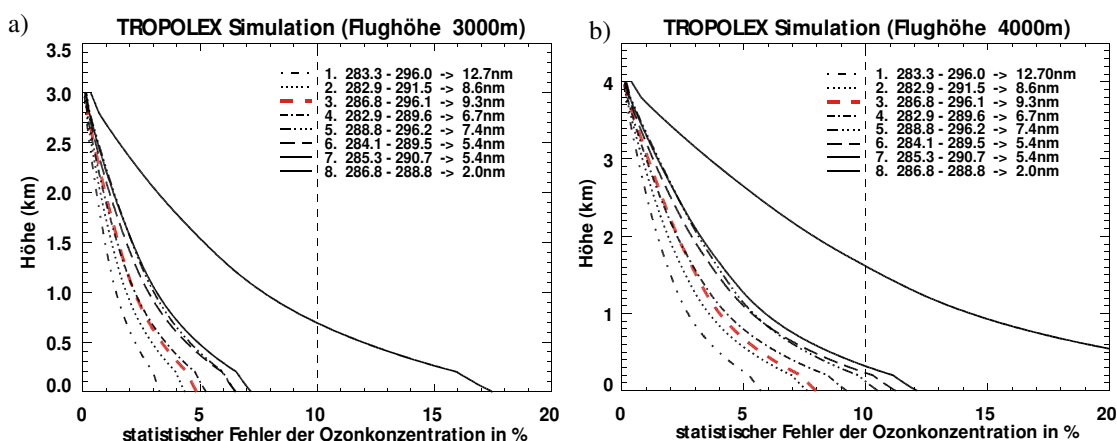 a)
TROPOLEX Simulation (Flughöhe 3000m)
3.5
3.0
2.5
2.0
1.5
1.0
0.5
0.0
Höhe (km)
1. 283.3 - 296.0 -> 12.7nm
2. 282.9 - 291.5 -> 8.6nm
3. 286.8 - 296.1 -> 9.3nm
4. 282.9 - 289.6 -> 6.7nm
5. 288.8 - 296.2 -> 7.4nm
6. 284.1 - 289.5 -> 5.4nm
7. 285.3 - 290.7 -> 5.4nm
8. 286.8 - 288.8 -> 2.0nm
0 5 10 15 20
statistischer Fehler der Ozonkonzentration in %
b)
TROPOLEX Simulation (Flughöhe 4000m)
4
3
2
1
0
Höhe (km)
1. 283.3 - 296.0 -> 12.70nm
2. 282.9 - 291.5 -> 8.6nm
3. 286.8 - 296.1 -> 9.3nm
4. 282.9 - 289.6 -> 6.7nm
5. 288.8 - 296.2 -> 7.4nm
6. 284.1 - 289.5 -> 5.4nm
7. 285.3 - 290.7 -> 5.4nm
8. 286.8 - 288.8 -> 2.0nm
0 5 10 15 20
statistischer Fehler der Ozonkonzentration in %